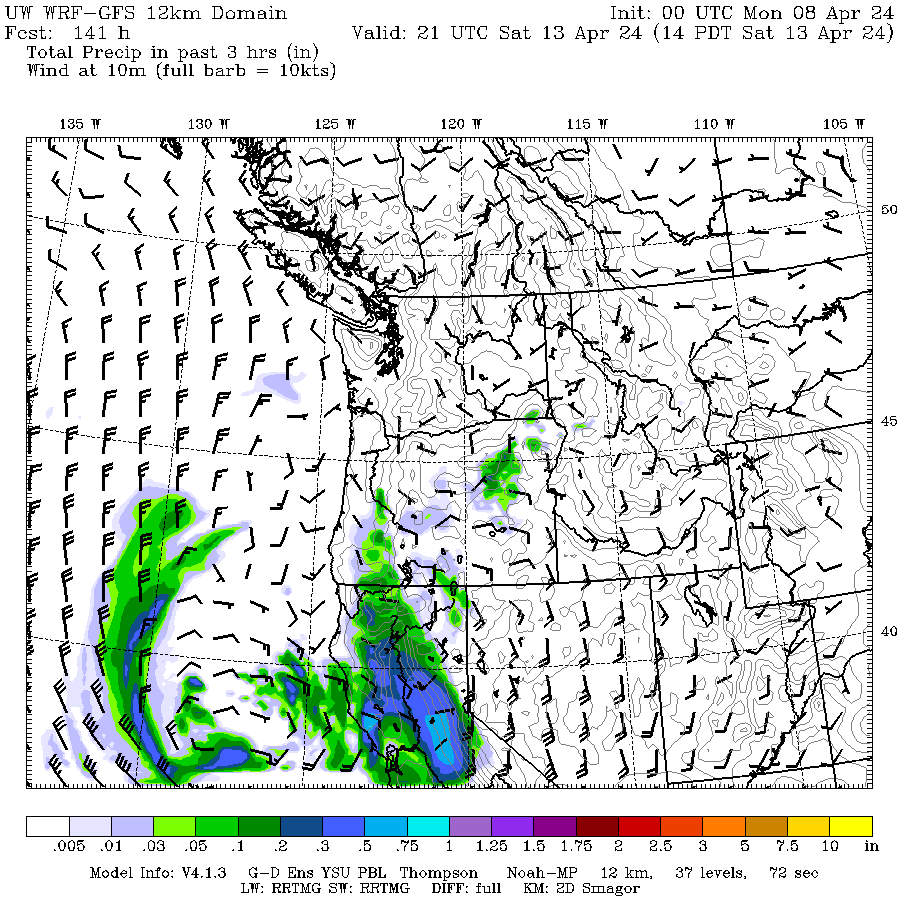 UW WRF-GFS 12km Domain Init: 00 UTC Mon 08 Apr 24
Fcst: 141 h Valid: 21 UTC Sat 13 Apr 24 (14 PDT Sat 13 Apr 24)
Total Precip in past 3 hrs (in)
Wind at 10m (full barb = 10kts)
135 W 130 W 125 W 120 W 115 W 110 W 105 W
50
45
40
.005 .01 .03 .05 .1 .2 .3 .5 .75 1 1.25 1.5 1.75 2 2.5 3 5 7.5 10 in
Model Info: V4.1.3 G-D Ens YSU PBL Thompson Noah-MP 12 km, 37 levels, 72 sec
LW: RRTMG SW: RRTMG DIFF: full KM: 2D Smagor